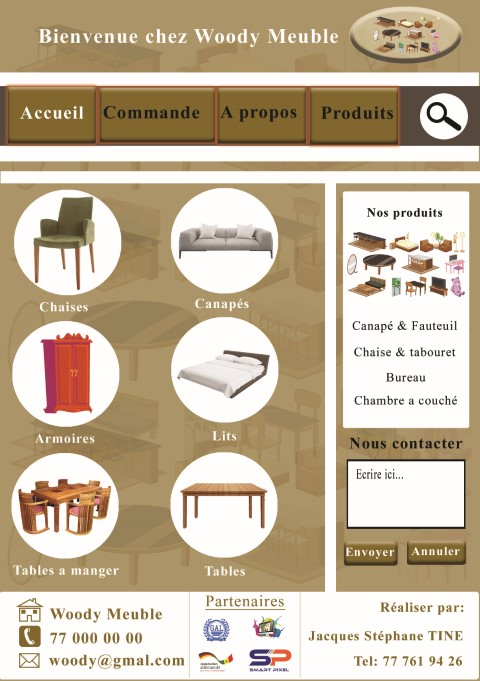 Bienvenue chez Woody Meuble
Accueil
Commande
A propos
Produits
Chaises
Canapés
Armoires
Lits
Tables a manger
Tables
Nos produits
Canapé & Fauteuil
Chaise & tabouret
Bureau
Chambre a couché
Nous contacter
Ecrire ici...
Envoyer
Annuler
Woody Meuble
77 000 00 00
woody@gmal.com
Partenaires
GAL
allemande
SP
SMART PIXEL
Réaliser par:
Jacques Stéphane TINE
Tel: 77 761 94 26